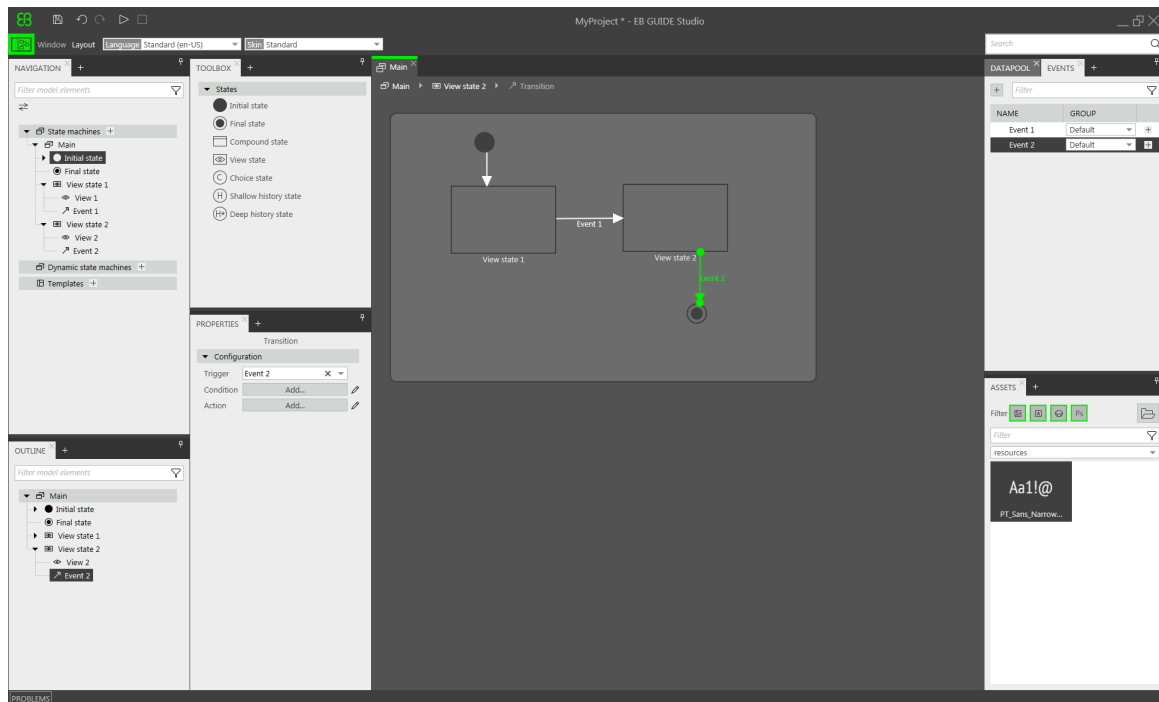 MyProject * - EB GUIDE Studio
Window Layout Language Standard (en-US) Skin Standard
Search
NAVIGATION
Filter model elements
State machines
Main
Initial state
Final state
View state 1
View 1
Event 1
View state 2
View 2
Event 2
Dynamic state machines
Templates
OUTLINE
Filter model elements
Main
Initial state
Final state
View state 1
View state 2
View 2
Event 2
TOOLBOX
States
Initial state
Final state
Compound state
View state
C Choice state
H Shallow history state
H* Deep history state
PROPERTIES
Transition
Configuration
Trigger Event 2
Condition Add...
Action Add...
Main
Main View state 2 Transition
View state 1
Event 1
View state 2
Event 2
DATAPOOL EVENTS
Filter
NAME GROUP
Event 1 Default
Event 2 Default
ASSETS
Filter A Ps
Filter
resources
Aa1!@
PT_Sans_Narrow...
PROBLEMS